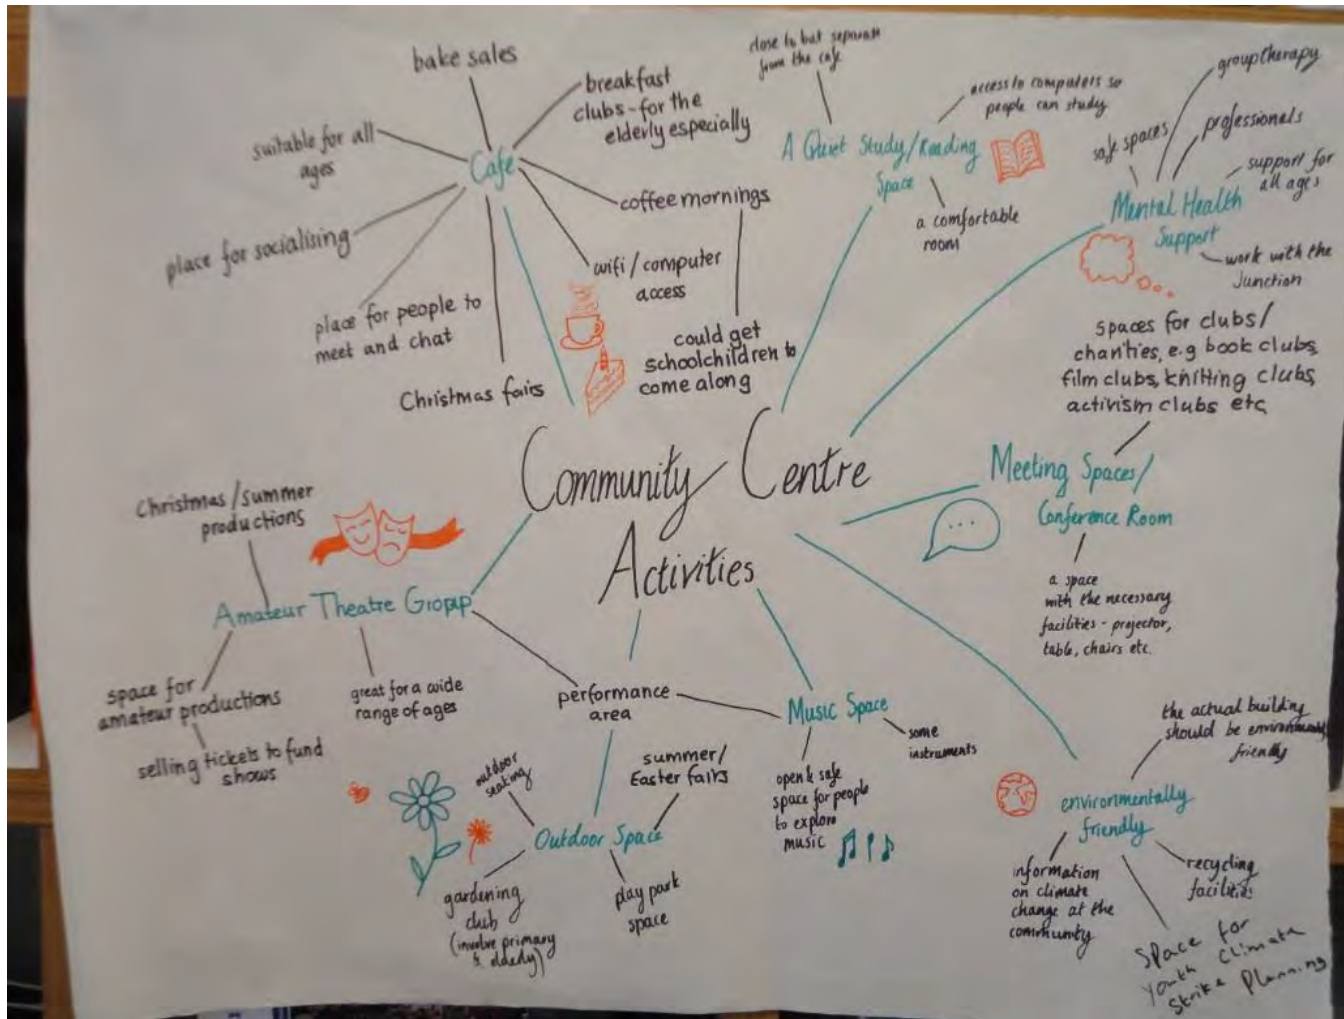 Community Centre
Activities
Cafe
bake sales
breakfast
clubs - for the
elderly especially
suitable for all
ages
coffee mornings
could get
schoolchildren to
come along
place for socialising
wifi / computer
access
place for people to
meet and chat
Christmas fairs
A Quiet Study/Reading
Space
close to but separate
from the cafe
access to computers so
people can study
a comfortable
room
Mental Health
Support
safe spaces
group therapy
professionals
support for
all ages
work with the
Junction
Meeting Spaces/
Conference Room
spaces for clubs/
charities, e.g book clubs,
film clubs, knitting clubs,
activism clubs etc
...
a space
with the necessary
facilities - projector,
table, chairs etc.
environmentally
friendly
the actual building
should be environmentally
friendly
recycling
facilities
information
on climate
change at the
community
Space for
Youth Climate
Strike Planning
Music Space
some
instruments
open & safe
space for people
to explore
music
performance
area
Outdoor Space
outdoor
seating
summer/
Easter fairs
gardening
club
(involve primary
& elderly)
play park
space
Amateur Theatre Group
Christmas / summer
productions
space for
amateur productions
selling tickets to fund
shows
great for a wide
range of ages